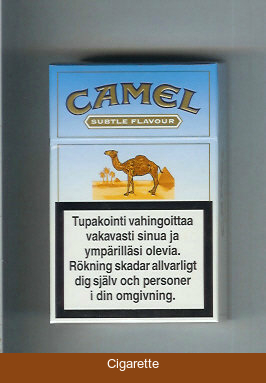 CAMEL
SUBTLE FLAVOUR
Tupakointi vahingoittaa
vakavasti sinua ja
ympärilläsi olevia.
Rökning skadar allvarligt
dig själv och personer
i din omgivning.
Cigarette